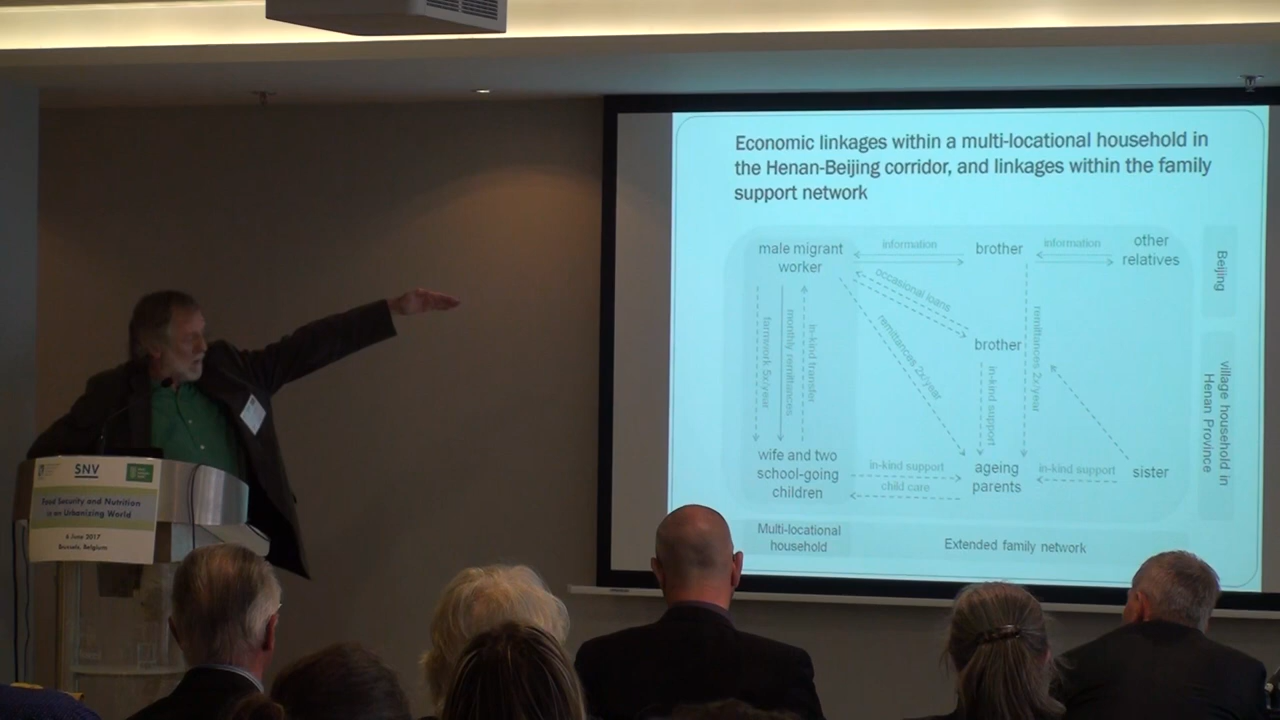 Economic linkages within a multi-locational household in
the Henan-Beijing corridor, and linkages within the family
support network
male migrant
worker
information
brother
information
other
relatives
Beijing
occasional loans
farmwork 5x/year
monthly remittances
in-kind transfer
remittances 2x/year
brother
in-kind support
remittances 2x/year
village household in
Henan Province
wife and two
school-going
children
in-kind support
child care
ageing
parents
in-kind support
sister
Multi-locational
household
Extended family network
SNV
Food Security and Nutrition
in an Urbanizing World
6 June 2017
Brussels, Belgium